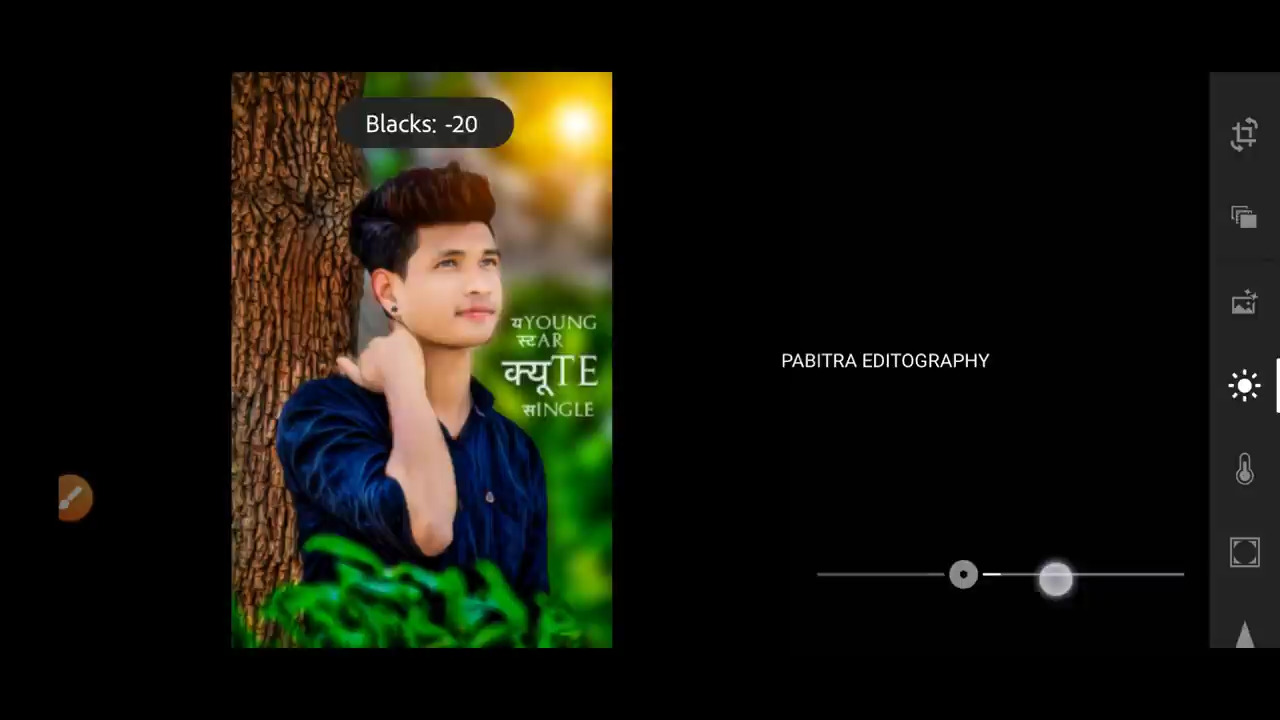 Blacks: -20
यYOUNG
स्टAR
क्यूTE
सINGLE
PABITRA EDITOGRAPHY